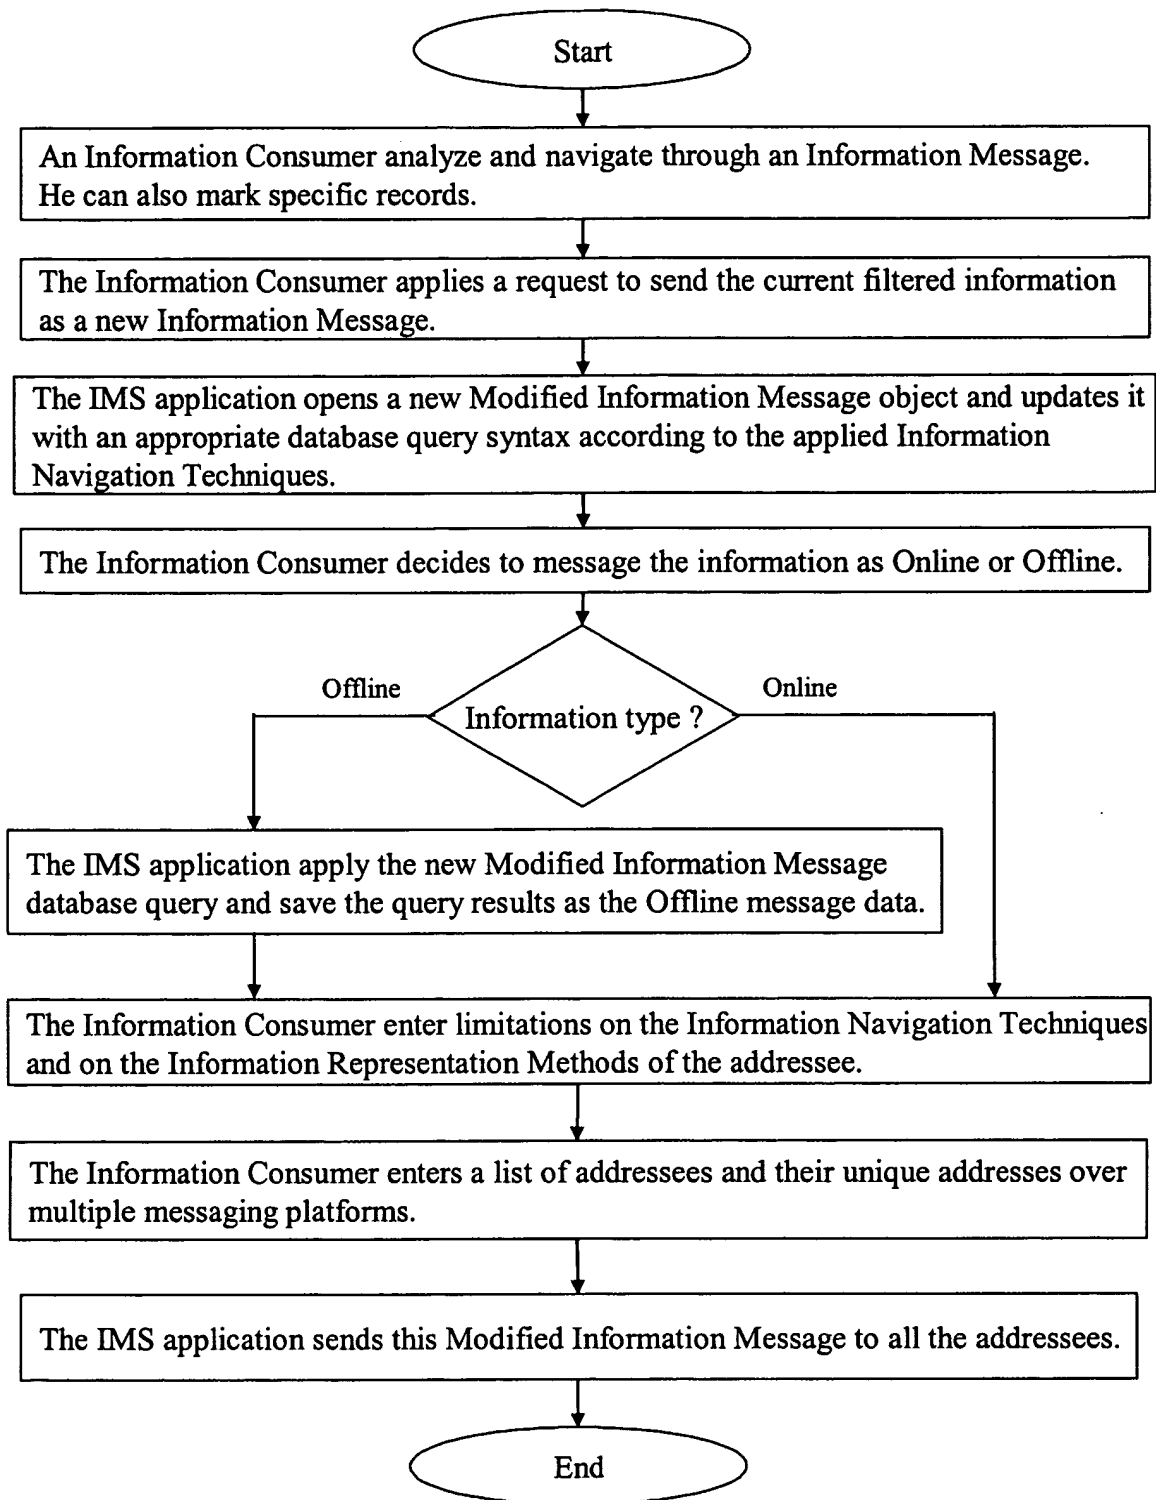 Start
An Information Consumer analyze and navigate through an Information Message.
He can also mark specific records.
The Information Consumer applies a request to send the current filtered information
as a new Information Message.
The IMS application opens a new Modified Information Message object and updates it
with an appropriate database query syntax according to the applied Information
Navigation Techniques.
The Information Consumer decides to message the information as Online or Offline.
Offline
Online
Information type ?
The IMS application apply the new Modified Information Message
database query and save the query results as the Offline message data.
The Information Consumer enter limitations on the Information Navigation Techniques
and on the Information Representation Methods of the addressee.
The Information Consumer enters a list of addressees and their unique addresses over
multiple messaging platforms.
The IMS application sends this Modified Information Message to all the addressees.
End